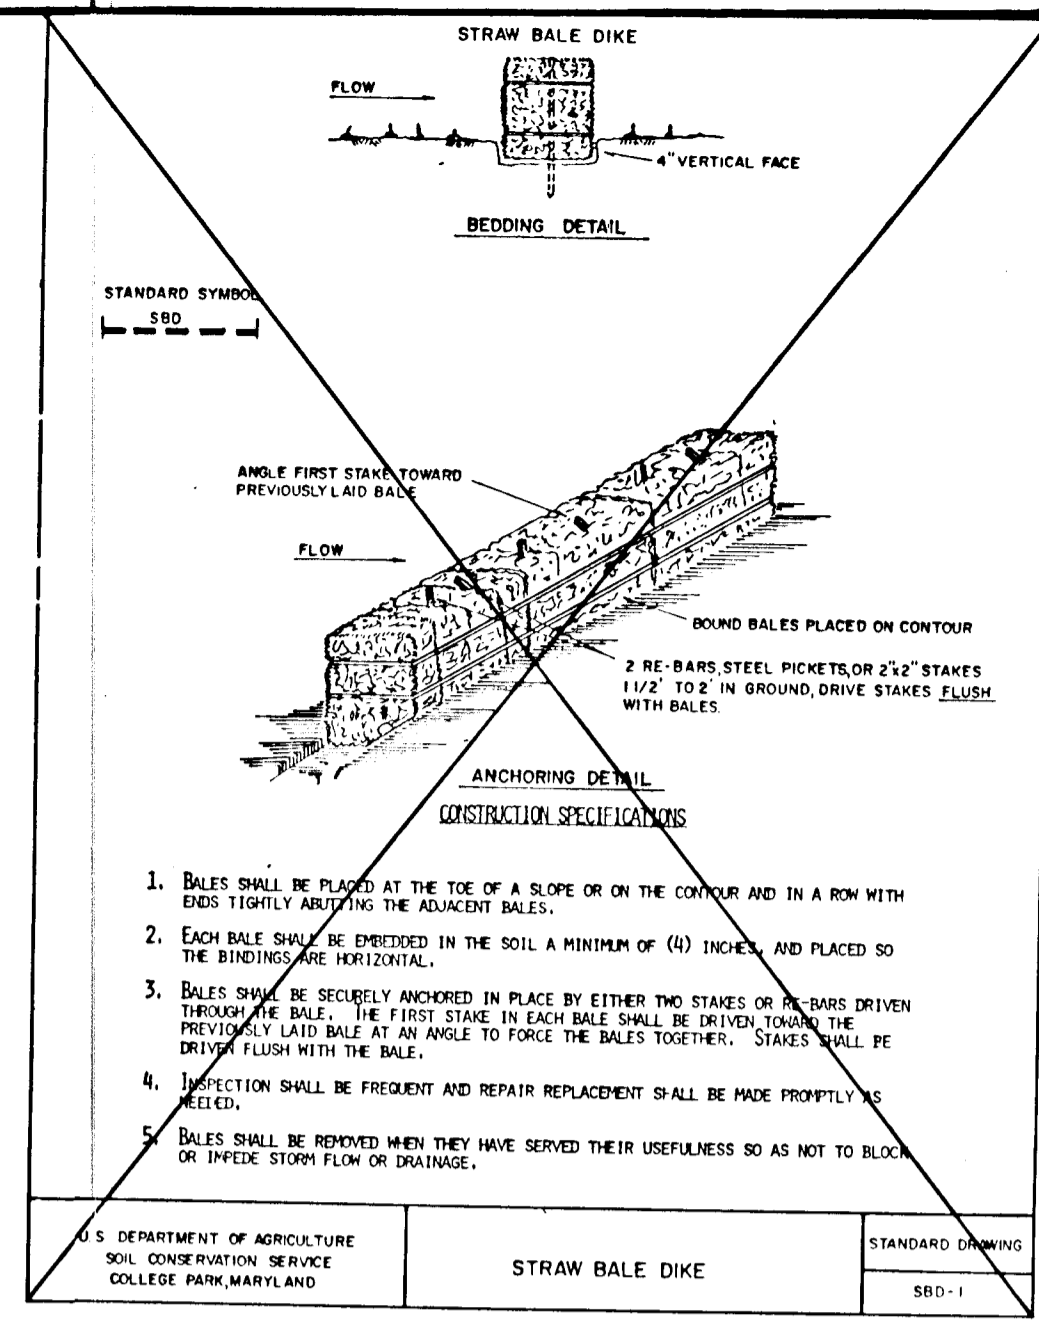 STRAW BALE DIKE
FLOW
4" VERTICAL FACE
BEDDING DETAIL
STANDARD SYMBOL
SBD
ANGLE FIRST STAKE TOWARD
PREVIOUSLY LAID BALE
FLOW
BOUND BALES PLACED ON CONTOUR
2 RE-BARS, STEEL PICKETS, OR 2"x2" STAKES
1 1/2' TO 2' IN GROUND, DRIVE STAKES FLUSH
WITH BALES.
ANCHORING DETAIL
CONSTRUCTION SPECIFICATIONS
1. BALES SHALL BE PLACED AT THE TOE OF A SLOPE OR ON THE CONTOUR AND IN A ROW WITH
ENDS TIGHTLY ABUTTING THE ADJACENT BALES.
2. EACH BALE SHALL BE EMBEDDED IN THE SOIL A MINIMUM OF (4) INCHES, AND PLACED SO
THE BINDINGS ARE HORIZONTAL.
3. BALES SHALL BE SECURELY ANCHORED IN PLACE BY EITHER TWO STAKES OR RE-BARS DRIVEN
THROUGH THE BALE. THE FIRST STAKE IN EACH BALE SHALL BE DRIVEN TOWARD THE
PREVIOUSLY LAID BALE AT AN ANGLE TO FORCE THE BALES TOGETHER. STAKES SHALL BE
DRIVEN FLUSH WITH THE BALE.
4. INSPECTION SHALL BE FREQUENT AND REPAIR REPLACEMENT SHALL BE MADE PROMPTLY AS
NEEDED.
5. BALES SHALL BE REMOVED WHEN THEY HAVE SERVED THEIR USEFULNESS SO AS NOT TO BLOCK
OR IMPEDE STORM FLOW OR DRAINAGE.
U.S DEPARTMENT OF AGRICULTURE
SOIL CONSERVATION SERVICE
COLLEGE PARK, MARYLAND
STRAW BALE DIKE
STANDARD DRAWING
SBD-1